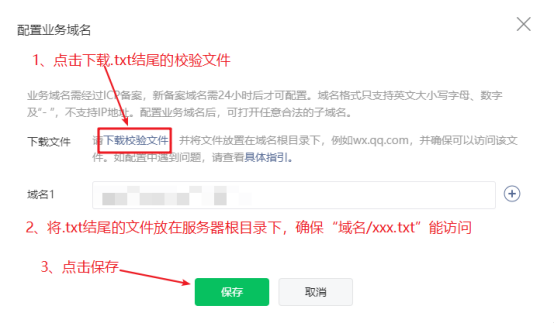 配置业务域名
1、点击下载.txt结尾的校验文件
业务域名需经过ICP备案，新备案域名需24小时后才可配置。域名格式只支持英文大小写字母、数字
及“- ”，不支持IP地址。配置业务域名后，可打开任意合法的子域名。
下载文件 请下载校验文件，并将文件放置在域名根目录下，例如wx.qq.com，并确保可以访问该文
件。如配置中遇到问题，请查看具体指引。
域名1
2、将.txt结尾的文件放在服务器根目录下，确保“域名/xxx.txt”能访问
3、点击保存
保存 取消